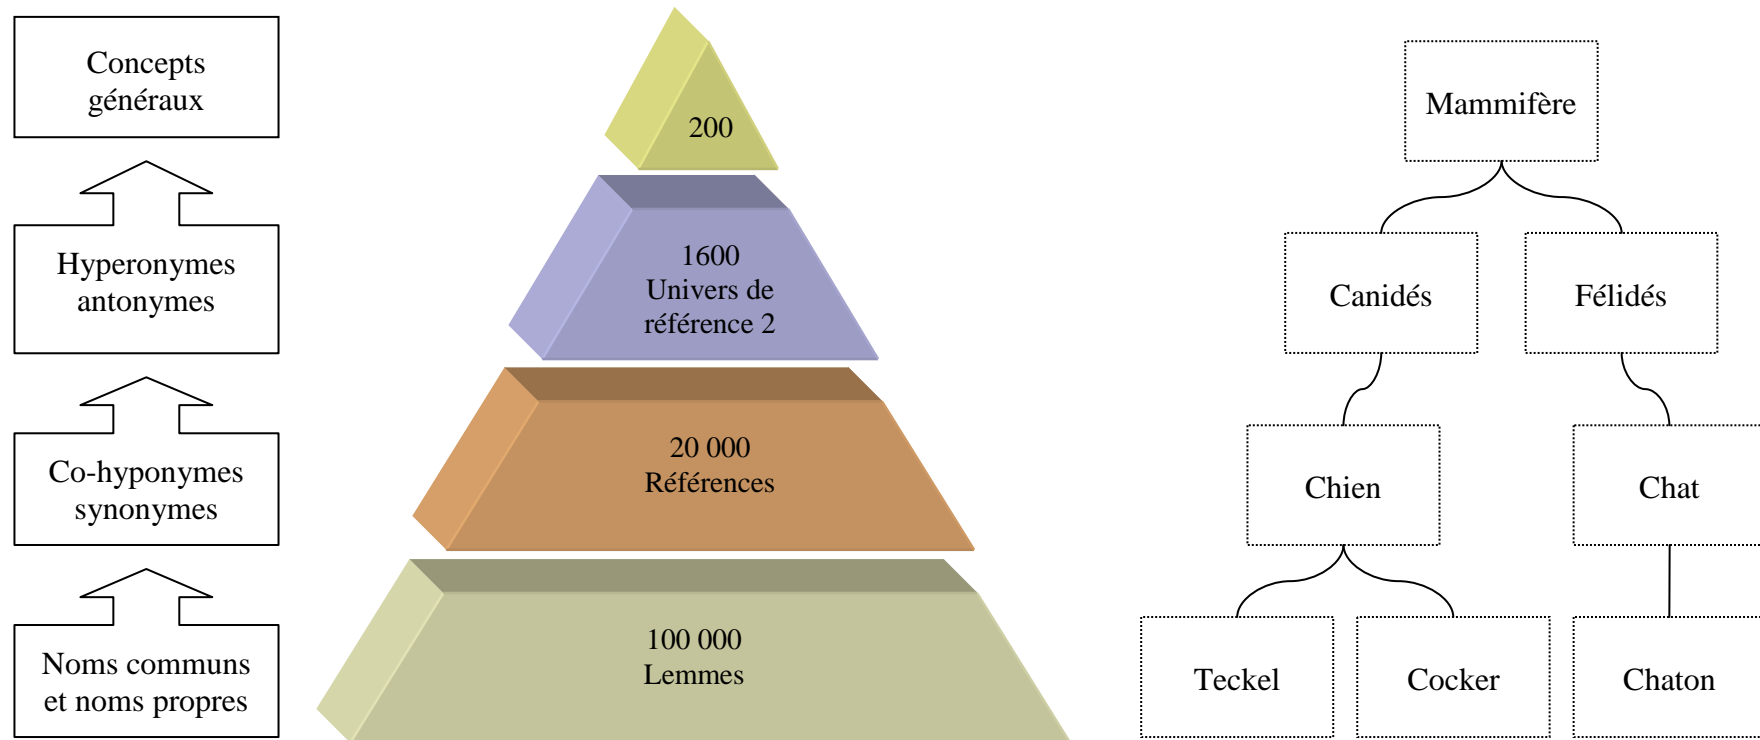 Concepts
généraux
Hyperonymes
antonymes
Co-hyponymes
synonymes
Noms communs
et noms propres
200
1600
Univers de
référence 2
20 000
Références
100 000
Lemmes
Mammifère
Canidés
Félidés
Chien
Chat
Teckel
Cocker
Chaton